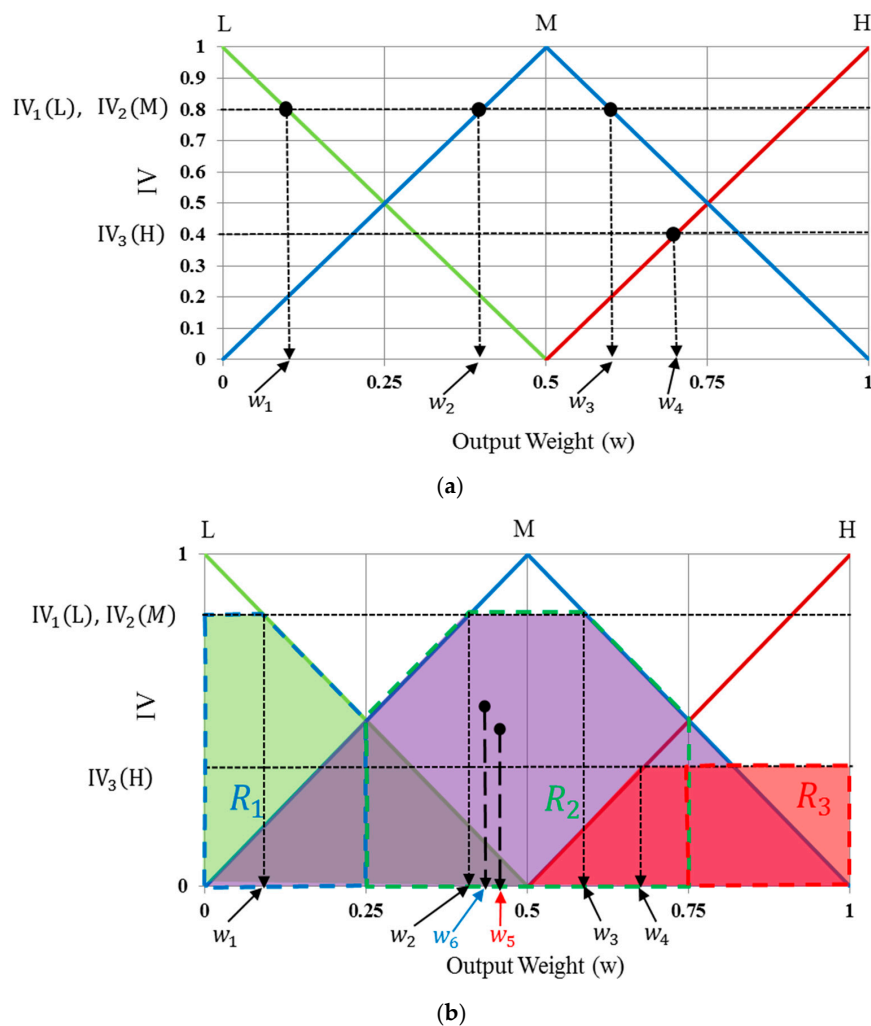 L M H
1
0.9
IV₁(L), IV₂(M) 0.8
0.7
0.6
IV
0.5
IV₃(H) 0.4
0.3
0.2
0.1
0
0 0.25 0.5 0.75 1
w₁ w₂ w₃ w₄
Output Weight (w)
(a)
L M H
1
IV₁(L), IV₂(M)
IV
IV₃(H)
R₁ R₂ R₃
0
0 0.25 0.5 0.75 1
w₁ w₂ w₆ w₅ w₃ w₄
Output Weight (w)
(b)